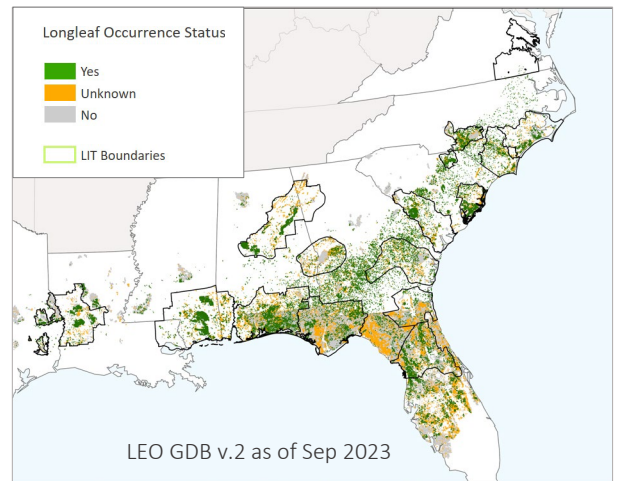 Longleaf Occurrence Status
Yes
Unknown
No
LIT Boundaries
LEO GDB v.2 as of Sep 2023